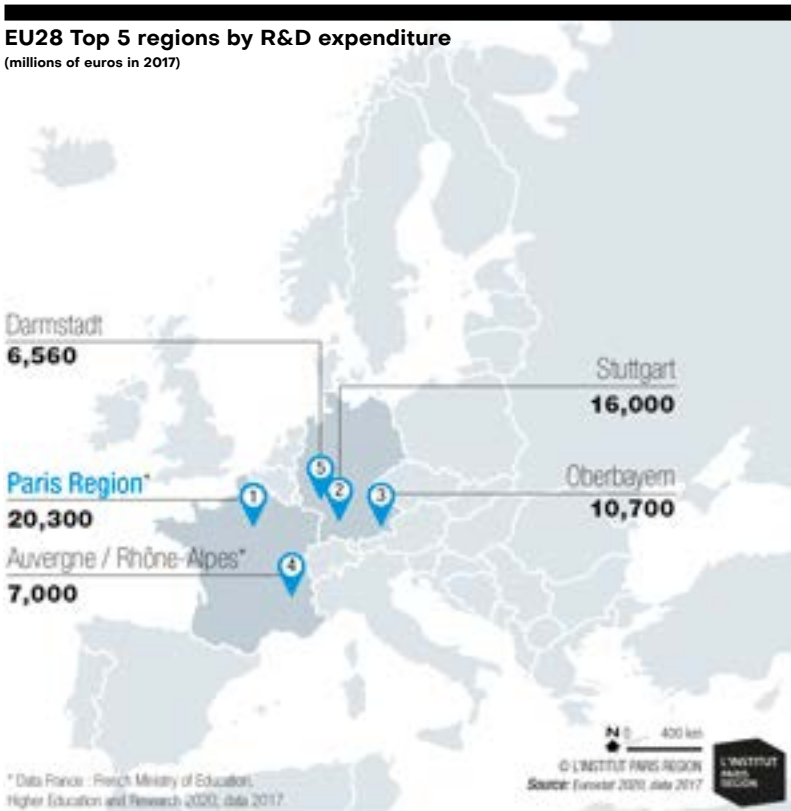 EU28 Top 5 regions by R&D expenditure
(millions of euros in 2017)
Darmstadt
6,560
Stuttgart
16,000
Paris Region*
20,300
Oberbayern
10,700
Auvergne / Rhône-Alpes*
7,000
5
1
2
3
4
N 0 400 km
© L'INSTITUT PARIS REGION
Source: Eurostat 2020, data 2017
L'INSTITUT
PARIS
REGION
* Data France : French Ministry of Education,
Higher Education and Research 2020, data 2017